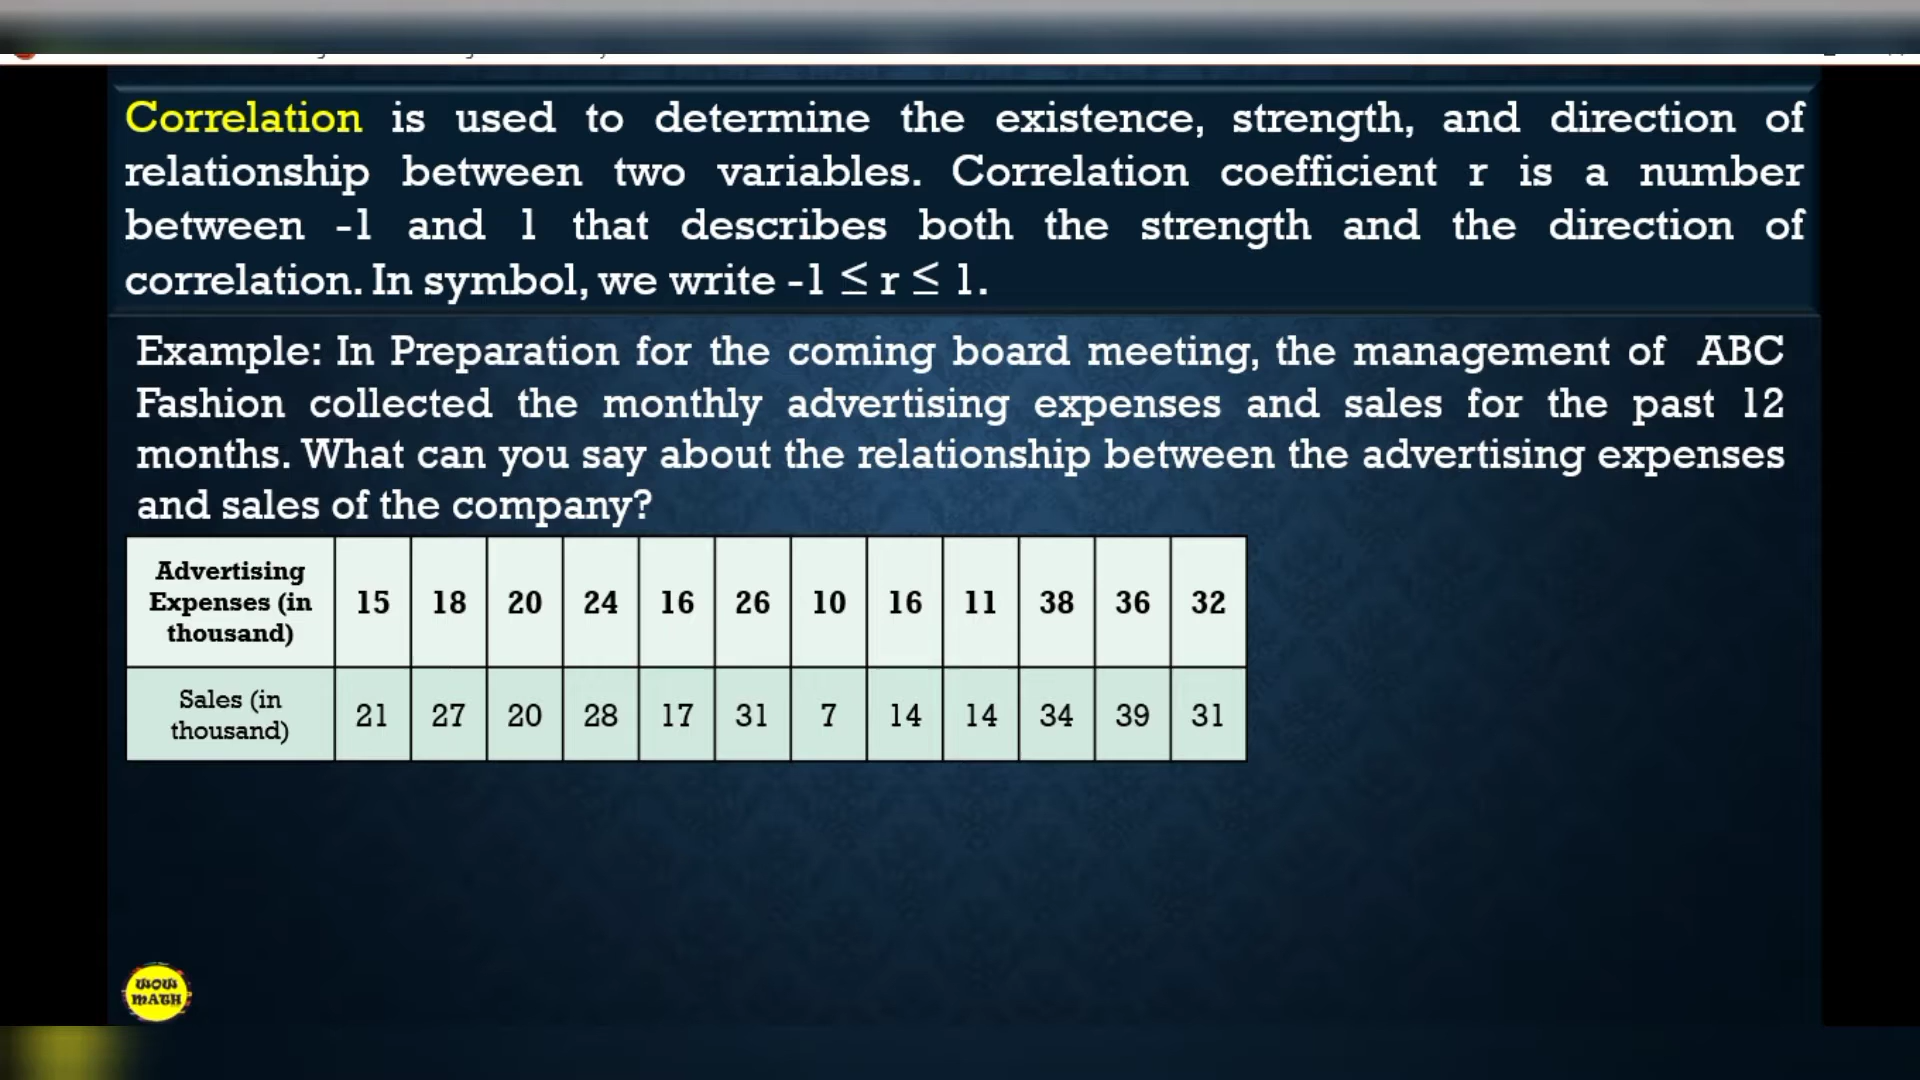 Correlation is used to determine the existence, strength, and direction of
relationship between two variables. Correlation coefficient r is a number
between -1 and 1 that describes both the strength and the direction of
correlation. In symbol, we write -1 ≤ r ≤ 1.
Example: In Preparation for the coming board meeting, the management of ABC
Fashion collected the monthly advertising expenses and sales for the past 12
months. What can you say about the relationship between the advertising expenses
and sales of the company?
Advertising
Expenses (in
thousand)
15 18 20 24 16 26 10 16 11 38 36 32
Sales (in
thousand)
21 27 20 28 17 31 7 14 14 34 39 31
WOW
MATH